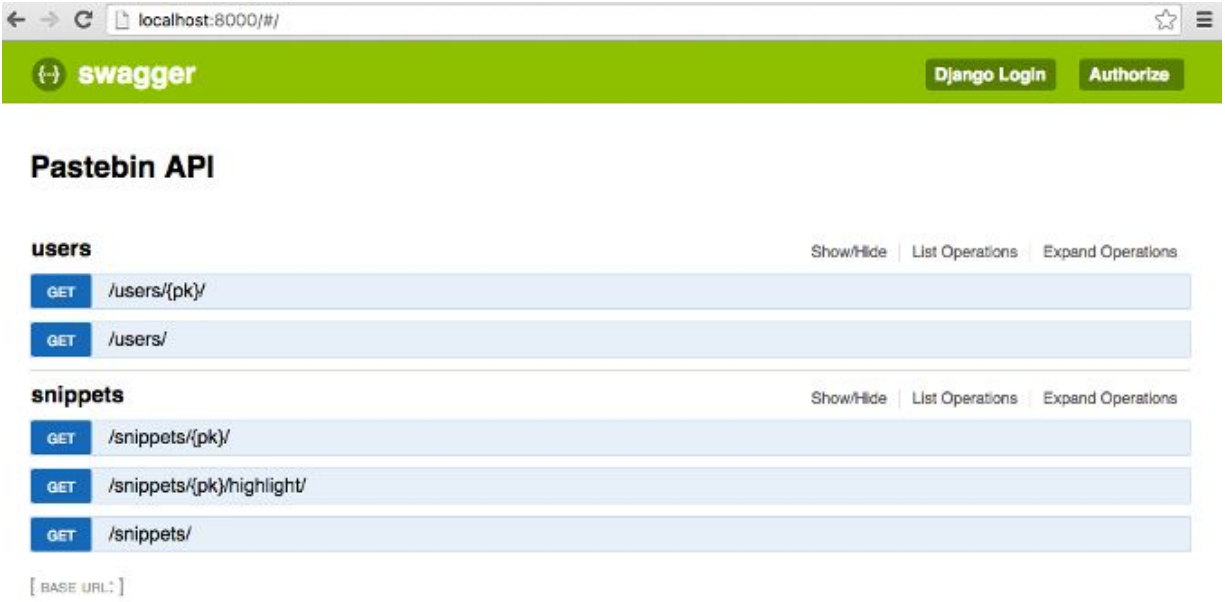 localhost:8000/#/
{···} swagger Django Login Authorize
Pastebin API
users Show/Hide List Operations Expand Operations
GET /users/{pk}/
GET /users/
snippets Show/Hide List Operations Expand Operations
GET /snippets/{pk}/
GET /snippets/{pk}/highlight/
GET /snippets/
[ BASE URL: ]